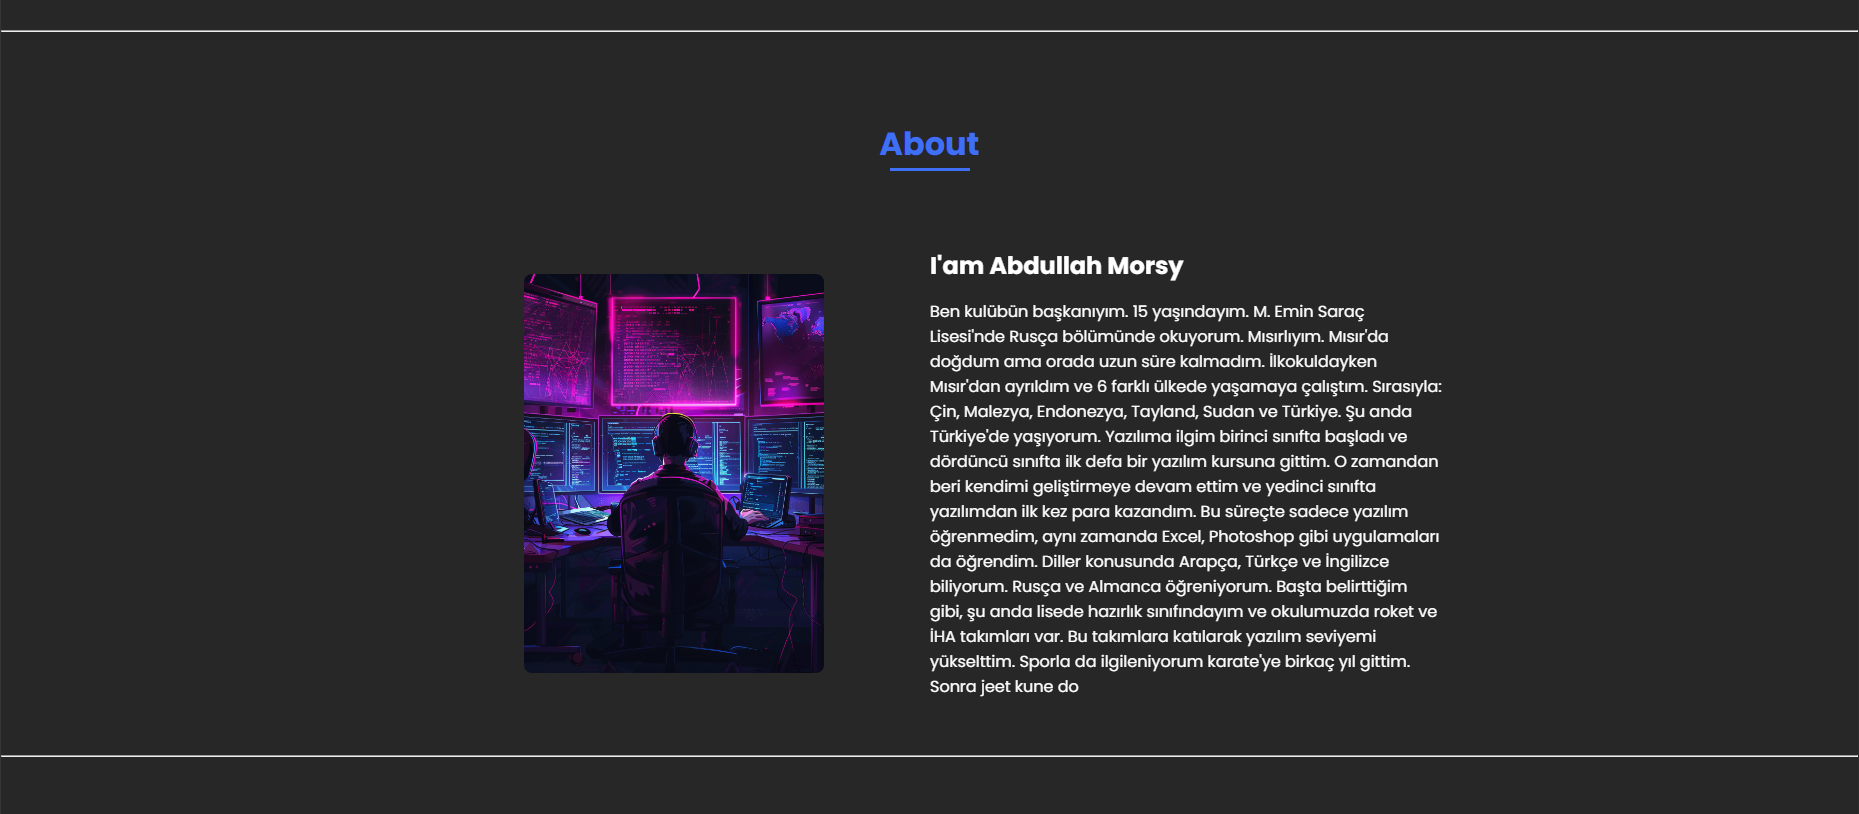 About
I'am Abdullah Morsy
Ben kulübün başkanıyım. 15 yaşındayım. M. Emin Saraç
Lisesi'nde Rusça bölümünde okuyorum. Mısırlıyım. Mısır'da
doğdum ama orada uzun süre kalmadım. İlkokuldayken
Mısır'dan ayrıldım ve 6 farklı ülkede yaşamaya çalıştım. Sırasıyla:
Çin, Malezya, Endonezya, Tayland, Sudan ve Türkiye. Şu anda
Türkiye'de yaşıyorum. Yazılıma ilgim birinci sınıfta başladı ve
dördüncü sınıfta ilk defa bir yazılım kursuna gittim. O zamandan
beri kendimi geliştirmeye devam ettim ve yedinci sınıfta
yazılımdan ilk kez para kazandım. Bu süreçte sadece yazılım
öğrenmedim, aynı zamanda Excel, Photoshop gibi uygulamaları
da öğrendim. Diller konusunda Arapça, Türkçe ve İngilizce
biliyorum. Rusça ve Almanca öğreniyorum. Başta belirttiğim
gibi, şu anda lisede hazırlık sınıfındayım ve okulumuzda roket ve
İHA takımları var. Bu takımlara katılarak yazılım seviyemi
yükselttim. Sporla da ilgileniyorum karate'ye birkaç yıl gittim.
Sonra jeet kune do